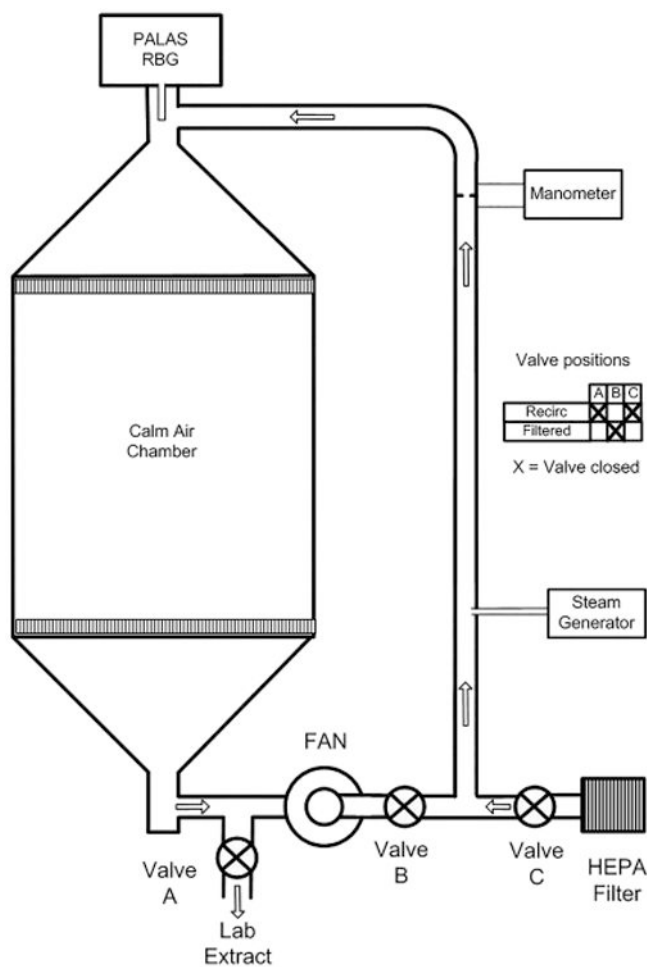 PALAS
RBG
Manometer
Valve positions
A B C
Recirc X X
Filtered X
X = Valve closed
Calm Air
Chamber
Steam
Generator
FAN
Valve
A
Valve
B
Valve
C
HEPA
Filter
Lab
Extract